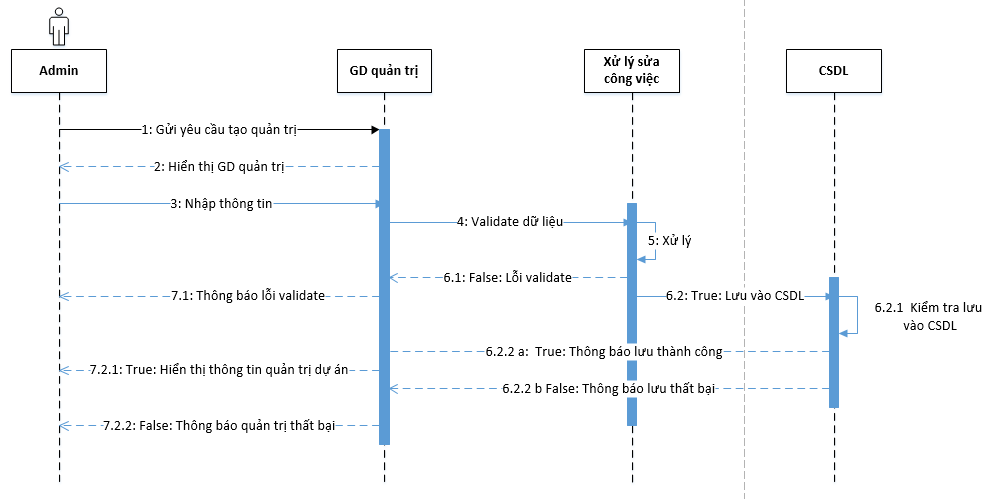 Admin
GD quản trị
Xử lý sửa
công việc
CSDL
1: Gửi yêu cầu tạo quản trị
2: Hiển thị GD quản trị
3: Nhập thông tin
4: Validate dữ liệu
5: Xử lý
6.1: False: Lỗi validate
7.1: Thông báo lỗi validate
6.2: True: Lưu vào CSDL
6.2.1 Kiểm tra lưu
vào CSDL
6.2.2 a: True: Thông báo lưu thành công
7.2.1: True: Hiển thị thông tin quản trị dự án
6.2.2 b False: Thông báo lưu thất bại
7.2.2: False: Thông báo quản trị thất bại